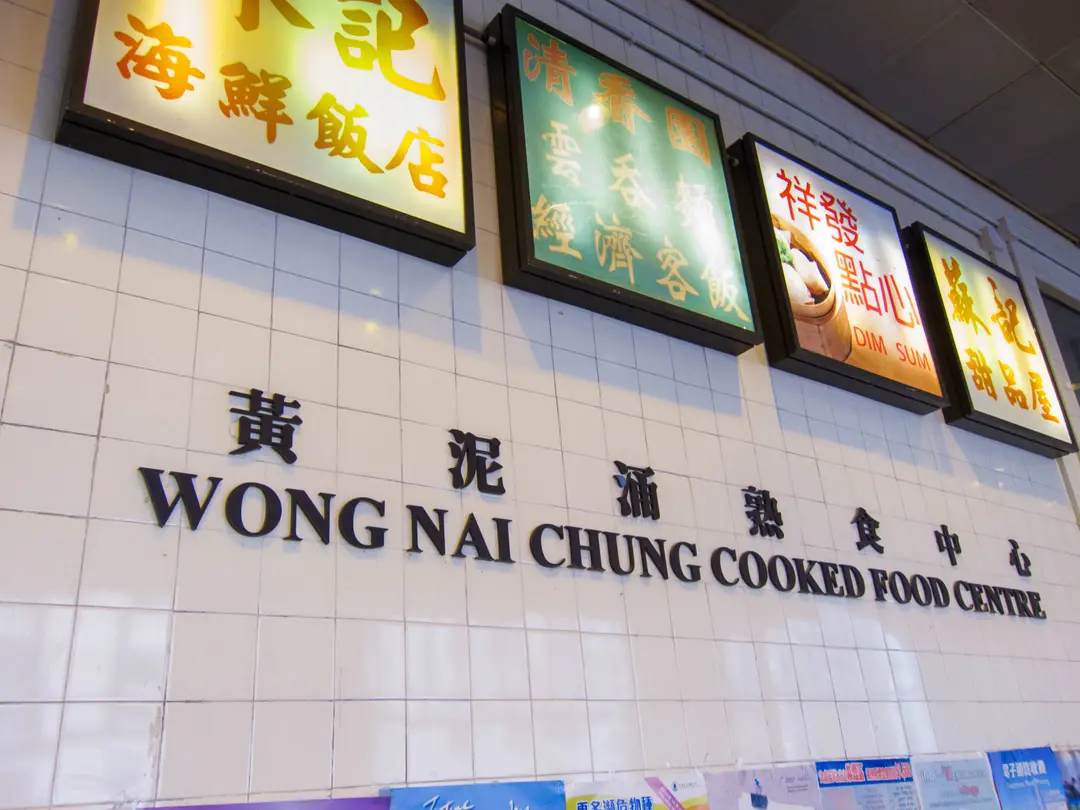 記
海鮮飯店
清香園
雲吞麵
經濟客飯
祥發
點心
DIM SUM
蘇記
甜品屋
黃泥涌熟食中心
WONG NAI CHUNG COOKED FOOD CENTRE